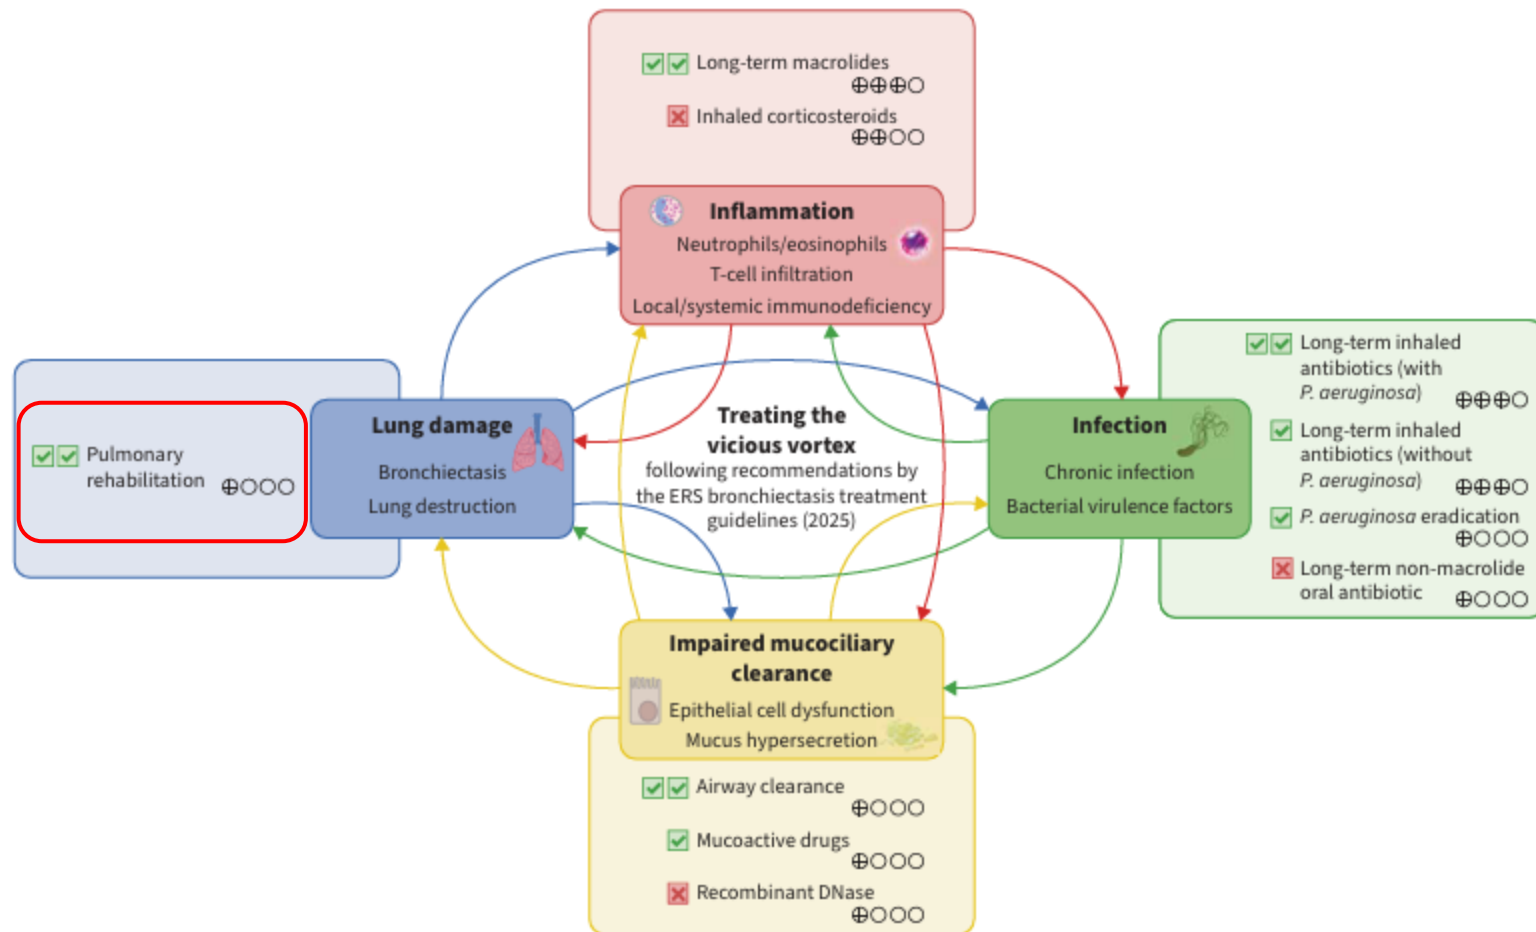 Long-term macrolides
Inhaled corticosteroids
Inflammation
Neutrophils/eosinophils
T-cell infiltration
Local/systemic immunodeficiency
Pulmonary
rehabilitation
Lung damage
Bronchiectasis
Lung destruction
Treating the
vicious vortex
following recommendations by
the ERS bronchiectasis treatment
guidelines (2025)
Infection
Chronic infection
Bacterial virulence factors
Long-term inhaled
antibiotics (with
P. aeruginosa)
Long-term inhaled
antibiotics (without
P. aeruginosa)
P. aeruginosa eradication
Long-term non-macrolide
oral antibiotic
Impaired mucociliary
clearance
Epithelial cell dysfunction
Mucus hypersecretion
Airway clearance
Mucoactive drugs
Recombinant DNase